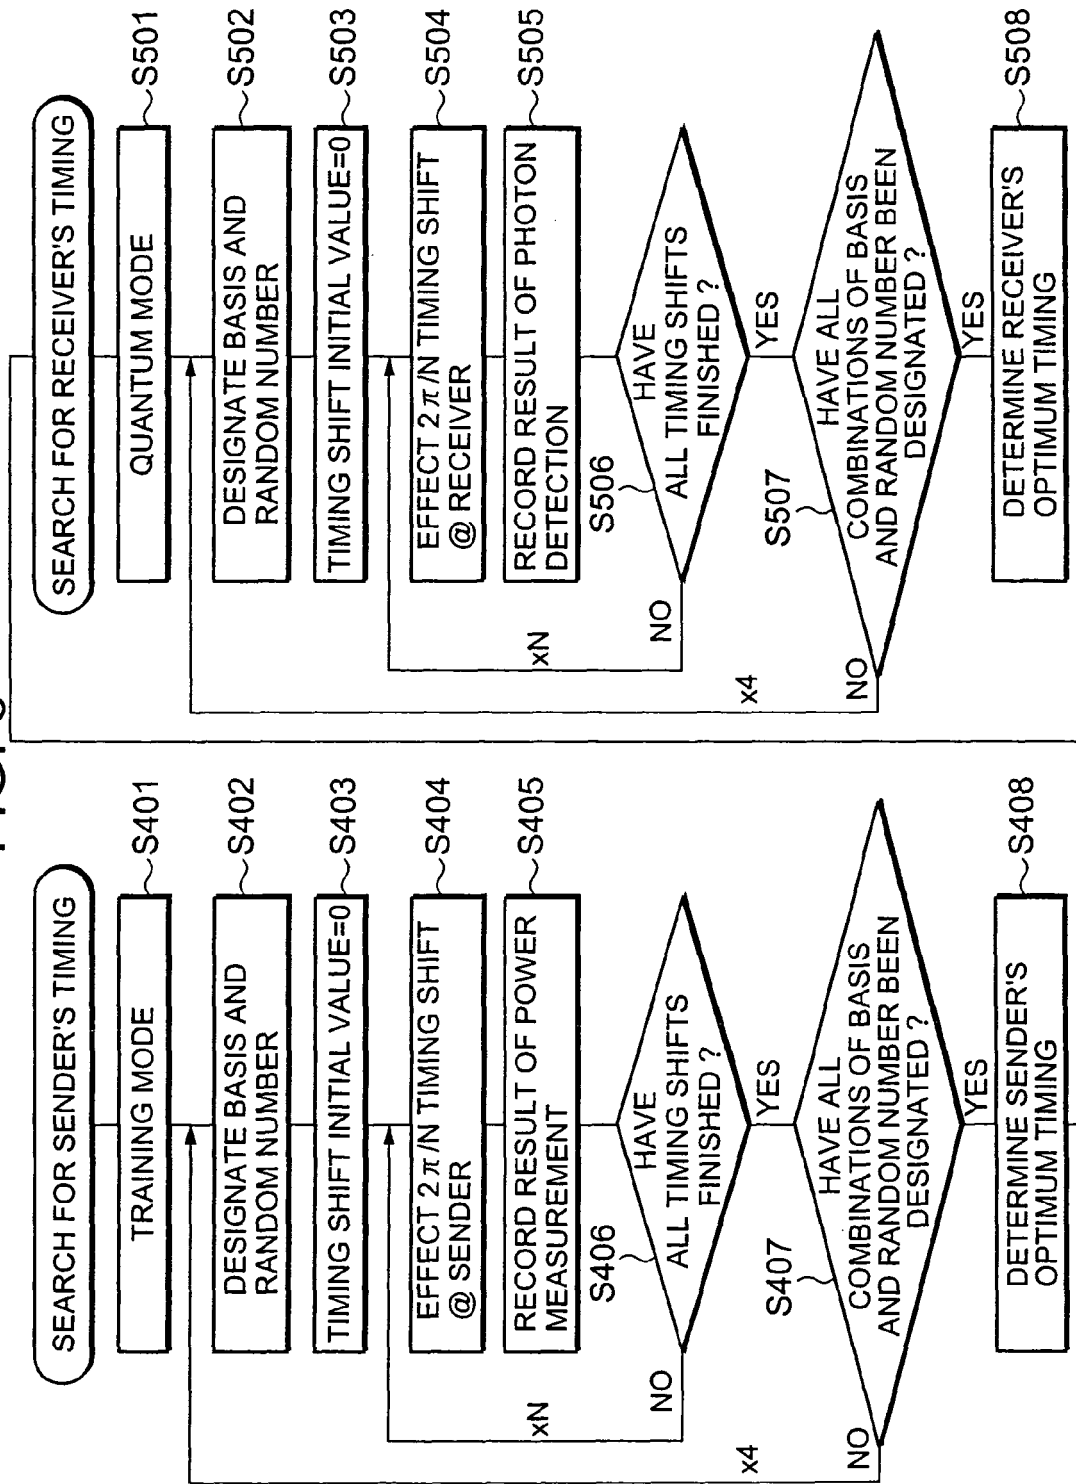 SEARCH FOR SENDER'S TIMING
TRAINING MODE
S401
DESIGNATE BASIS AND
RANDOM NUMBER
S402
TIMING SHIFT INITIAL VALUE=0
S403
EFFECT 2π/N TIMING SHIFT
@ SENDER
S404
RECORD RESULT OF POWER
MEASUREMENT
S405
S406
HAVE
ALL TIMING SHIFTS
FINISHED ?
NO
xN
YES
S407
HAVE ALL
COMBINATIONS OF BASIS
AND RANDOM NUMBER BEEN
DESIGNATED ?
NO
x4
YES
DETERMINE SENDER'S
OPTIMUM TIMING
S408
SEARCH FOR RECEIVER'S TIMING
QUANTUM MODE
S501
DESIGNATE BASIS AND
RANDOM NUMBER
S502
TIMING SHIFT INITIAL VALUE=0
S503
EFFECT 2π/N TIMING SHIFT
@ RECEIVER
S504
RECORD RESULT OF PHOTON
DETECTION
S505
S506
HAVE
ALL TIMING SHIFTS
FINISHED ?
NO
xN
YES
S507
HAVE ALL
COMBINATIONS OF BASIS
AND RANDOM NUMBER BEEN
DESIGNATED ?
NO
x4
YES
DETERMINE RECEIVER'S
OPTIMUM TIMING
S508